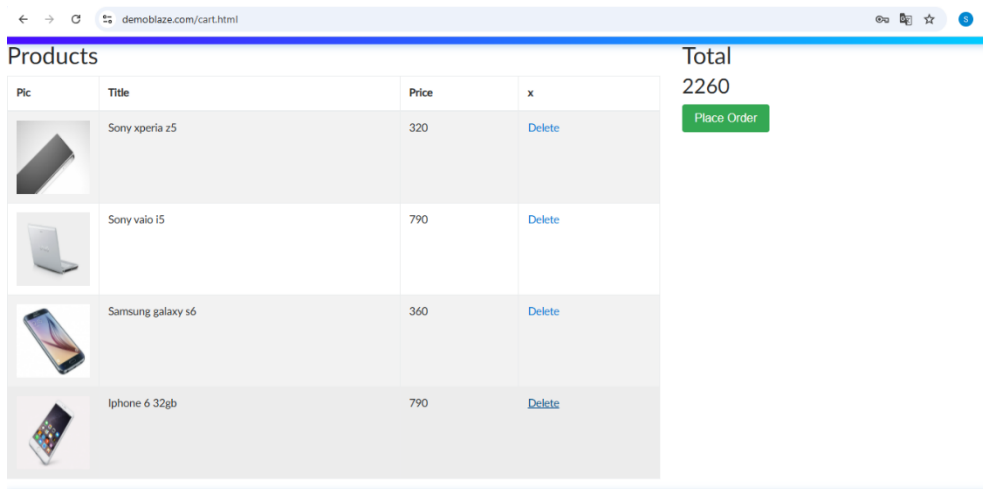 demoblaze.com/cart.html
S
Products
Pic Title Price x
Sony xperia z5 320 Delete
Sony vaio i5 790 Delete
Samsung galaxy s6 360 Delete
Iphone 6 32gb 790 Delete
Total
2260
Place Order